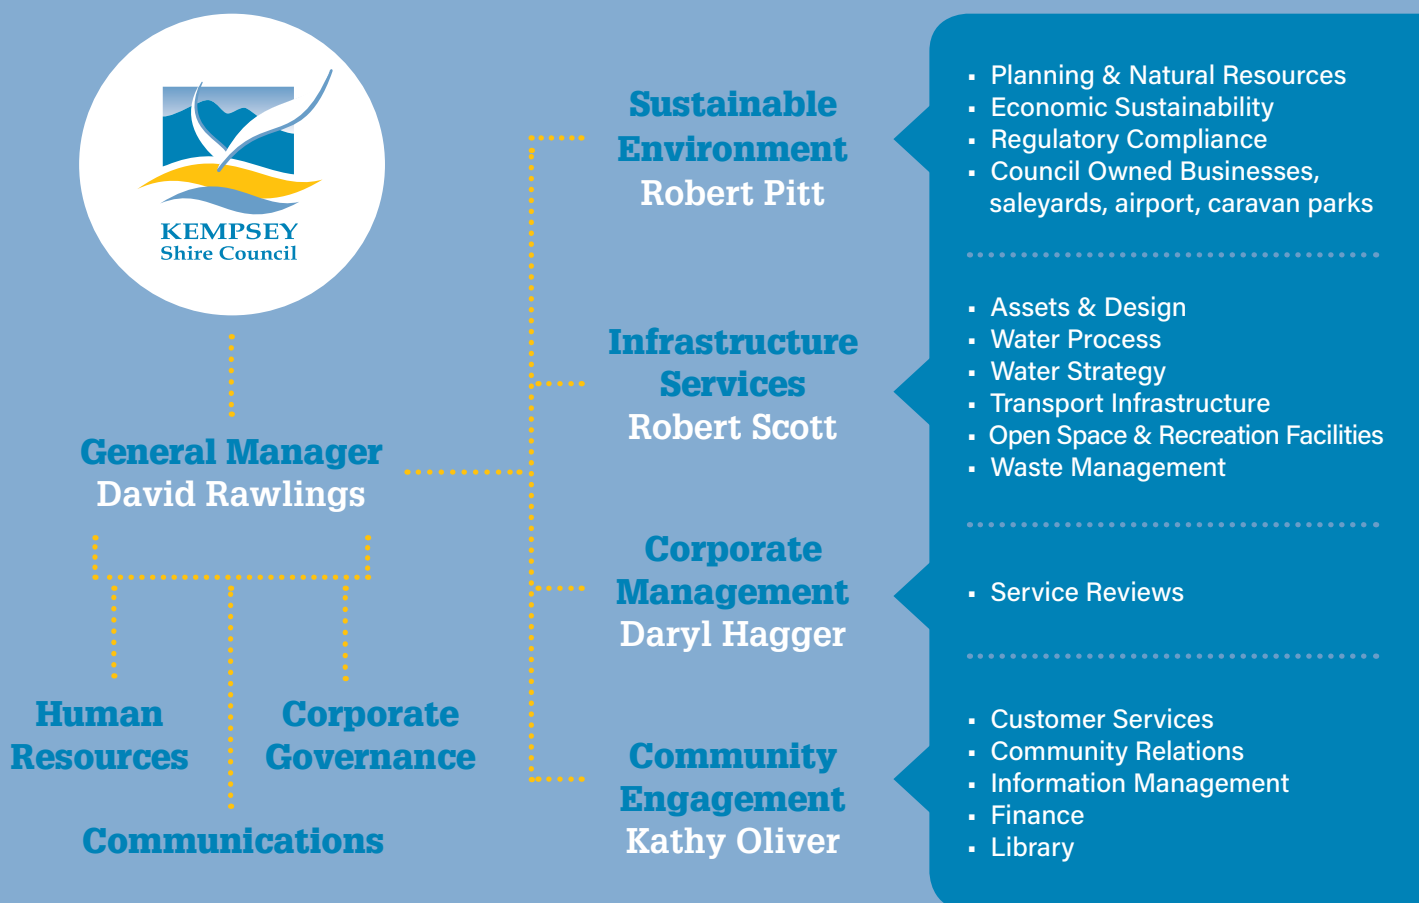 KEMPSEY
Shire Council
General Manager
David Rawlings
Human
Resources
Corporate
Governance
Communications
Sustainable
Environment
Robert Pitt
▪ Planning & Natural Resources
▪ Economic Sustainability
▪ Regulatory Compliance
▪ Council Owned Businesses,
saleyards, airport, caravan parks
Infrastructure
Services
Robert Scott
▪ Assets & Design
▪ Water Process
▪ Water Strategy
▪ Transport Infrastructure
▪ Open Space & Recreation Facilities
▪ Waste Management
Corporate
Management
Daryl Hagger
▪ Service Reviews
Community
Engagement
Kathy Oliver
▪ Customer Services
▪ Community Relations
▪ Information Management
▪ Finance
▪ Library